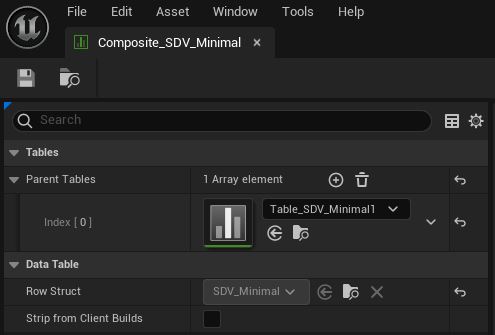 File Edit Asset Window Tools Help
Composite_SDV_Minimal
Search
Tables
Parent Tables 1 Array element
Index [ 0 ] Table_SDV_Minimal1
Data Table
Row Struct SDV_Minimal
Strip from Client Builds